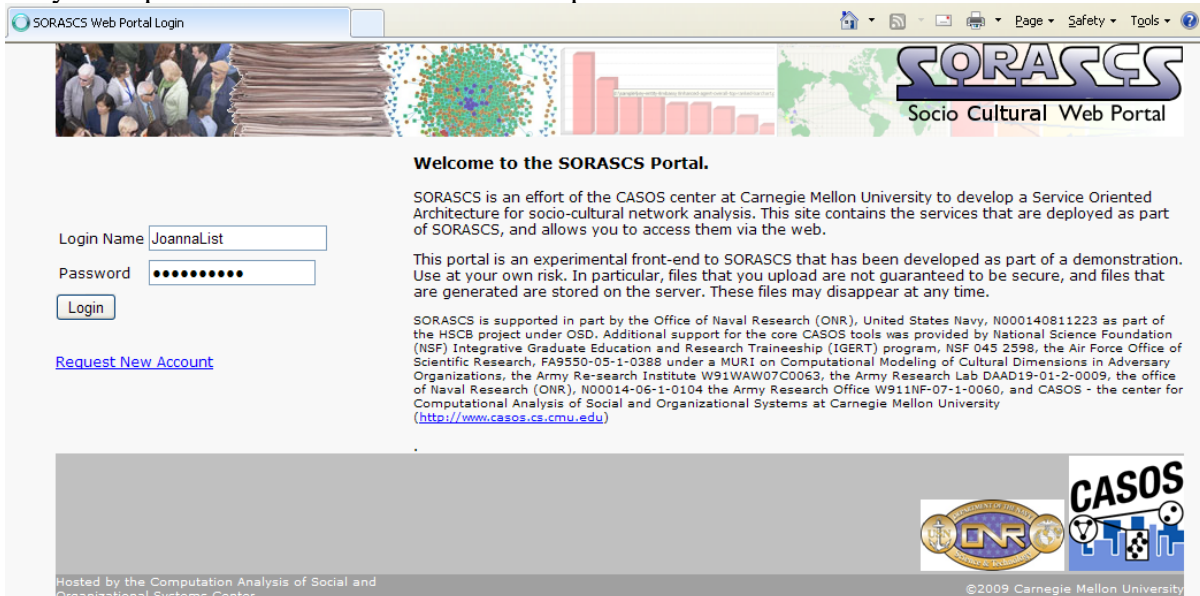 SORASCS Web Portal Login
Page Safety Tools
SORASCS
Socio Cultural Web Portal
Welcome to the SORASCS Portal.
SORASCS is an effort of the CASOS center at Carnegie Mellon University to develop a Service Oriented
Architecture for socio-cultural network analysis. This site contains the services that are deployed as part
of SORASCS, and allows you to access them via the web.
Login Name JoannaList
Password
Login
Request New Account
This portal is an experimental front-end to SORASCS that has been developed as part of a demonstration.
Use at your own risk. In particular, files that you upload are not guaranteed to be secure, and files that
are generated are stored on the server. These files may disappear at any time.
SORASCS is supported in part by the Office of Naval Research (ONR), United States Navy, N000140811223 as part of
the HSCB project under OSD. Additional support for the core CASOS tools was provided by National Science Foundation
(NSF) Integrative Graduate Education and Research Traineeship (IGERT) program, NSF 045 2598, the Air Force Office of
Scientific Research, FA9550-05-1-0388 under a MURI on Computational Modeling of Cultural Dimensions in Adversary
Organizations, the Army Re-search Institute W91WAW07C0063, the Army Research Lab DAAD19-01-2-0009, the office
of Naval Research (ONR), N00014-06-1-0104 the Army Research Office W911NF-07-1-0060, and CASOS - the center for
Computational Analysis of Social and Organizational Systems at Carnegie Mellon University
(http://www.casos.cs.cmu.edu)
.
CASOS
ONR
Hosted by the Computation Analysis of Social and
Organizational Systems Center
©2009 Carnegie Mellon University